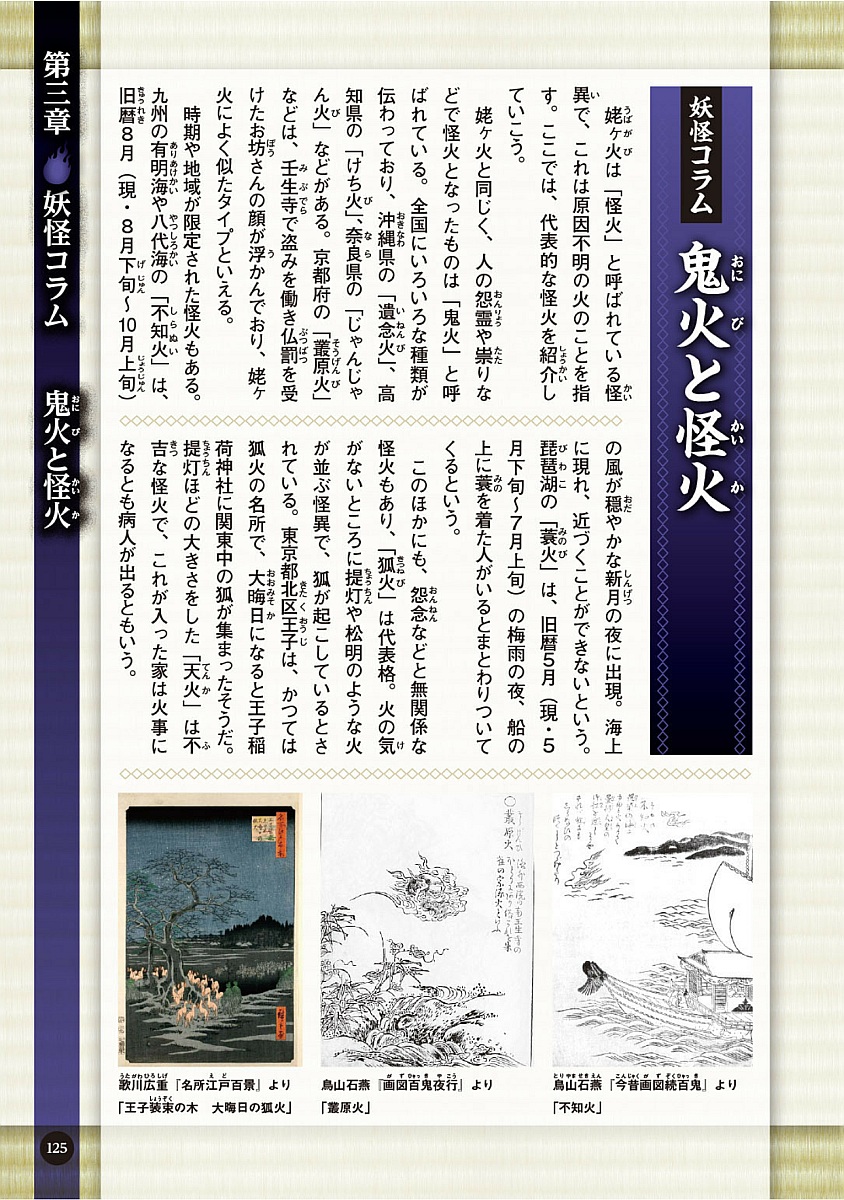 妖怪コラム
鬼火と怪火
姥ヶ火は「怪火」と呼ばれている怪
異で、これは原因不明の火のことを指
す。ここでは、代表的な怪火を紹介し
ていこう。
姥ヶ火と同じく、人の怨霊や祟りな
どで怪火となったものは「鬼火」と呼
ばれている。全国にいろいろな種類が
伝わっており、沖縄県の「遺念火」、高
知県の「けち火」、奈良県の「じゃんじゃ
ん火」などがある。京都府の「叢原火」
などは、壬生寺で盗みを働き仏罰を受
けたお坊さんの顔が浮かんでおり、姥ヶ
火によく似たタイプといえる。
時期や地域が限定された怪火もある。
九州の有明海や八代海の「不知火」は、
旧暦8月（現・8月下旬〜10月上旬）
の風が穏やかな新月の夜に出現。海上
に現れ、近づくことができないという。
琵琶湖の「蓑火」は、旧暦5月（現・5
月下旬〜7月上旬）の梅雨の夜、船の
上に蓑を着た人がいるとまとわりついて
くるという。
このほかにも、怨念などと無関係な
怪火もあり、「狐火」は代表格。火の気
がないところに提灯や松明のような火
が並ぶ怪異で、狐が起こしているとさ
れている。東京都北区王子は、かつては
狐火の名所で、大晦日になると王子稲
荷神社に関東中の狐が集まったそうだ。
提灯ほどの大きさをした「天火」は不
吉な怪火で、これが入った家は火事に
なるとも病人が出るともいう。
鳥山石燕『今昔画図続百鬼』より
「不知火」
〇叢原火
鳥山石燕『画図百鬼夜行』より
「叢原火」
歌川広重『名所江戸百景』より
「王子装束の木　大晦日の狐火」
第三章 妖怪コラム 鬼火と怪火
125